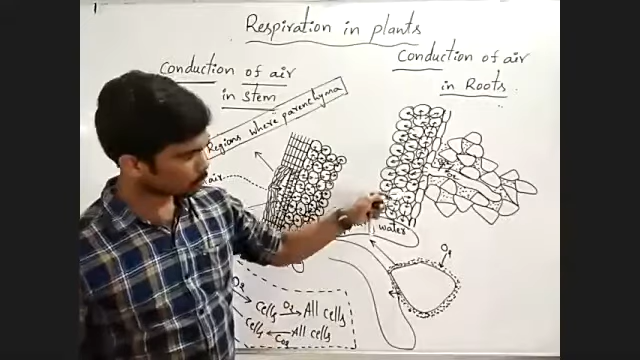 Respiration in plants
Conduction of air
in stem
Conduction of air
in Roots
Regions where parenchyma
air
water
O2
O2
Cells O2 All cells
Cells CO2 All cells